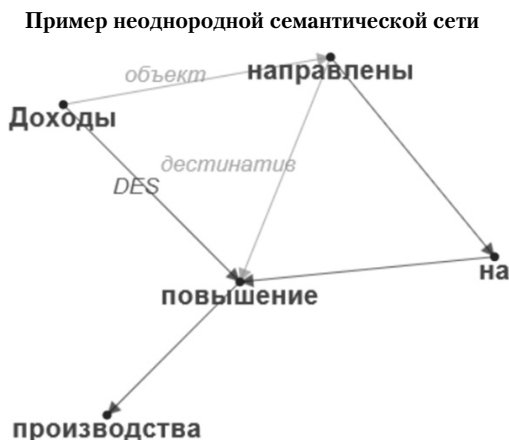 Пример неоднородной семантической сети
объект
направлены
Доходы
дестинатив
DES
на
повышение
производства